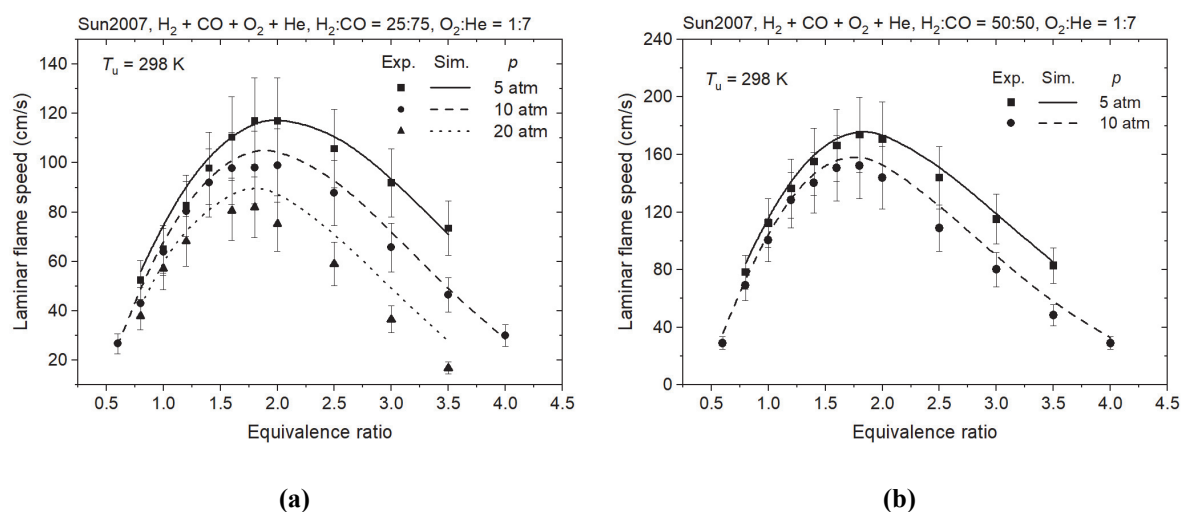 Sun2007, H₂ + CO + O₂ + He, H₂:CO = 25:75, O₂:He = 1:7
140
120
100
80
60
40
20
Laminar flame speed (cm/s)
Tᵤ = 298 K
Exp. Sim. p
5 atm
10 atm
20 atm
0.5 1.0 1.5 2.0 2.5 3.0 3.5 4.0 4.5
Equivalence ratio
(a)
Sun2007, H₂ + CO + O₂ + He, H₂:CO = 50:50, O₂:He = 1:7
240
200
160
120
80
40
0
Laminar flame speed (cm/s)
Tᵤ = 298 K
Exp. Sim. p
5 atm
10 atm
0.5 1.0 1.5 2.0 2.5 3.0 3.5 4.0 4.5
Equivalence ratio
(b)